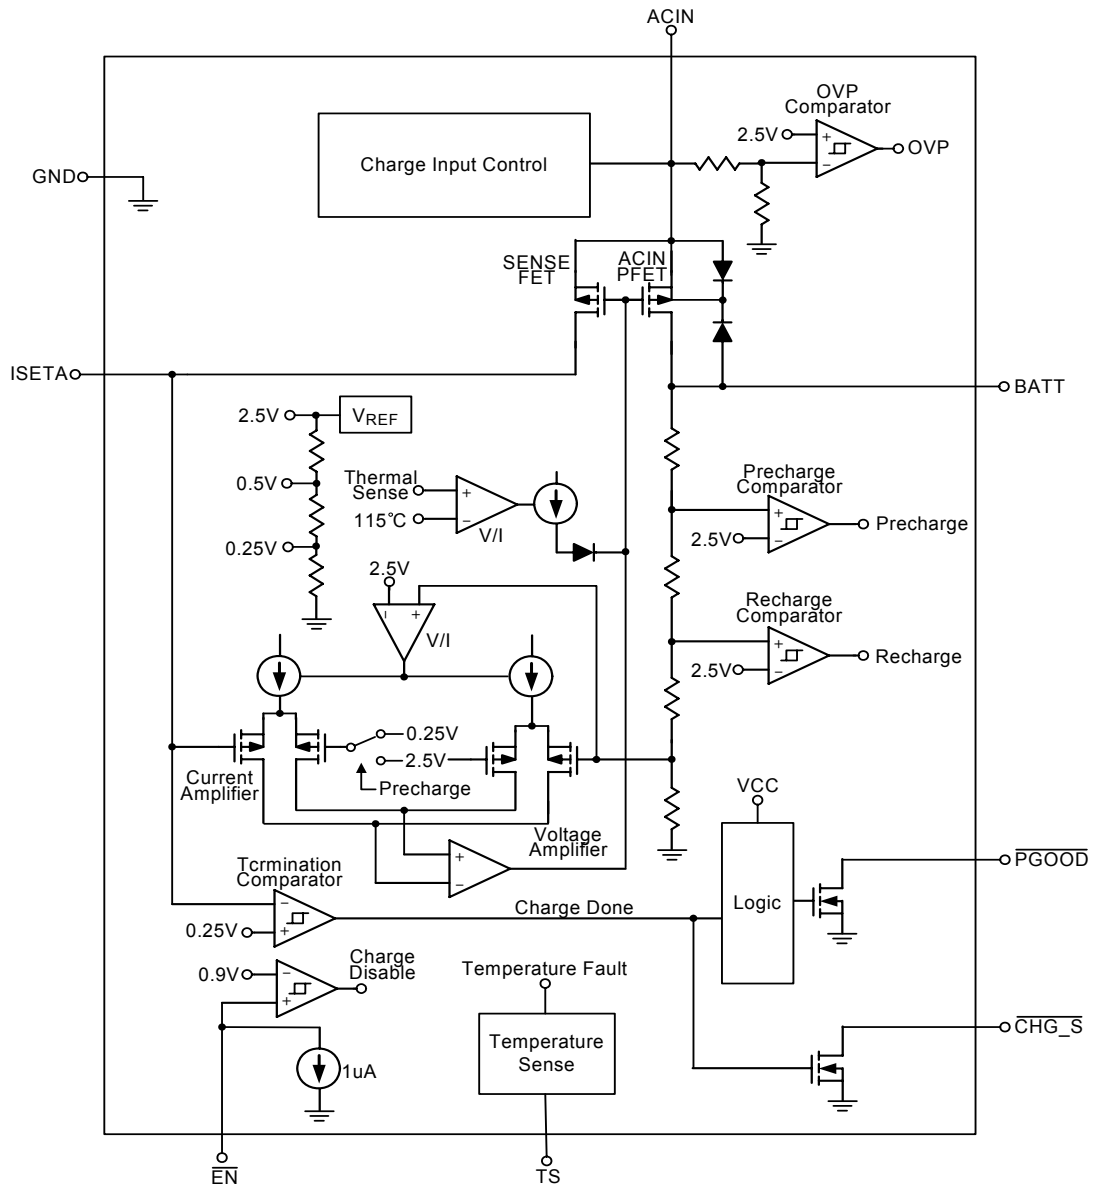 ACIN
OVP
Comparator
2.5V
+
−
OVP
Charge Input Control
GND
SENSE
FET
ACIN
PFET
ISETA
BATT
2.5V
VREF
0.5V
0.25V
Thermal
Sense
115℃
+
−
V/I
Precharge
Comparator
+
−
2.5V
Precharge
2.5V
−
+
V/I
Recharge
Comparator
+
−
2.5V
Recharge
0.25V
2.5V
Precharge
Current
Amplifier
Voltage
Amplifier
+
−
VCC
Logic
PGOOD
Tcrmination
Comparator
−
+
0.25V
Charge Done
0.9V
−
+
Charge
Disable
Temperature Fault
Temperature
Sense
1uA
CHG_S
EN
TS